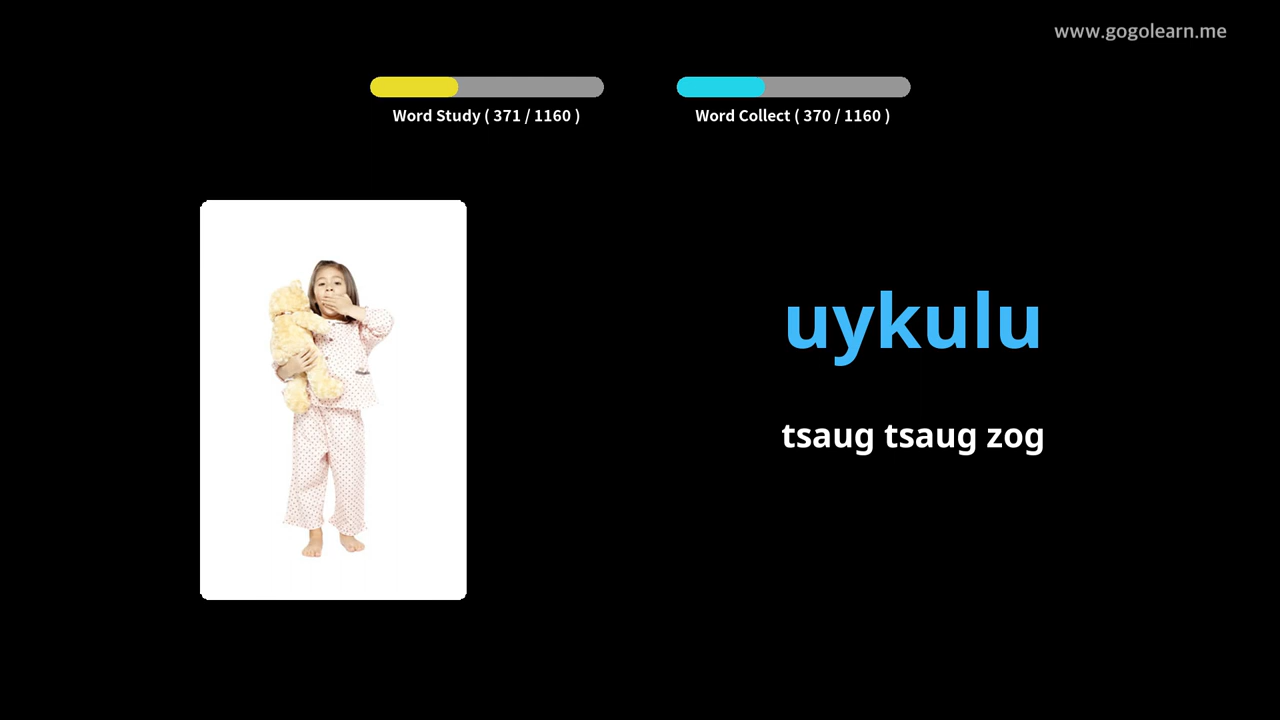 www.gogolearn.me
Word Study ( 371 / 1160 )
Word Collect ( 370 / 1160 )
uykulu
tsaug tsaug zog